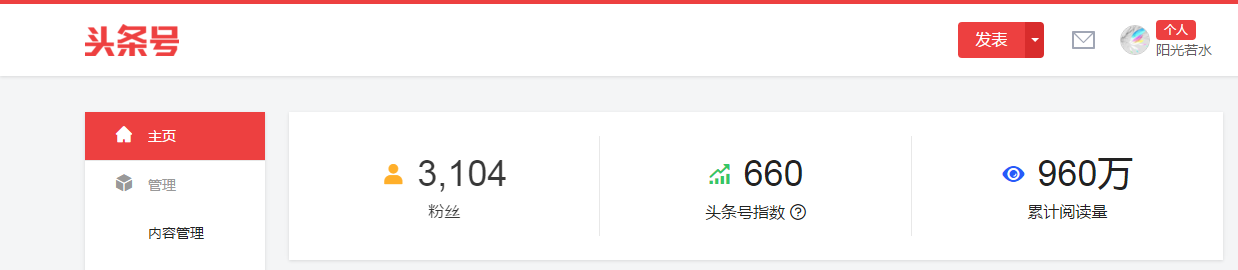 头条号
发表
个人
阳光若水
主页
管理
内容管理
3,104
粉丝
660
头条号指数 ?
960万
累计阅读量